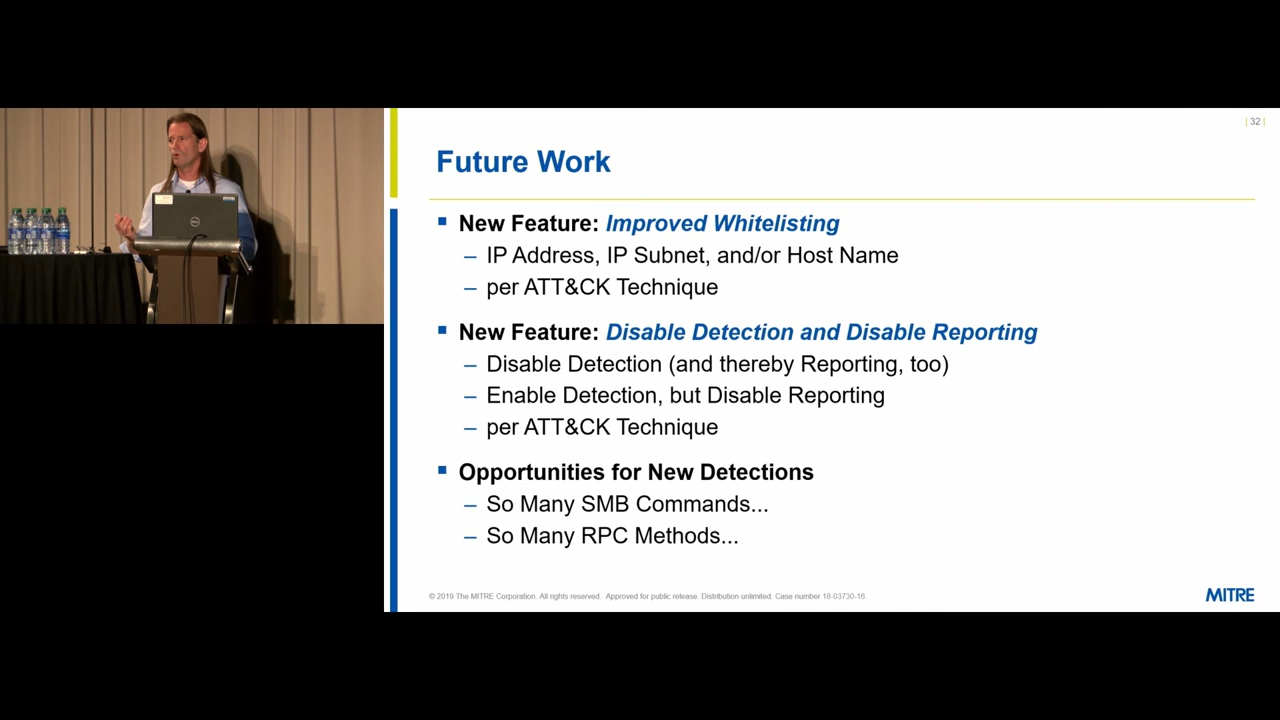 | 32 |
Future Work
New Feature: Improved Whitelisting
– IP Address, IP Subnet, and/or Host Name
– per ATT&CK Technique
New Feature: Disable Detection and Disable Reporting
– Disable Detection (and thereby Reporting, too)
– Enable Detection, but Disable Reporting
– per ATT&CK Technique
Opportunities for New Detections
– So Many SMB Commands...
– So Many RPC Methods...
© 2019 The MITRE Corporation. All rights reserved. Approved for public release. Distribution unlimited. Case number 18-03730-16.
MITRE
DELL